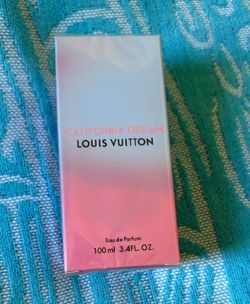 CALIFORNIA DREAM
LOUIS VUITTON
Eau de Parfum
100 ml 3.4FL. OZ.